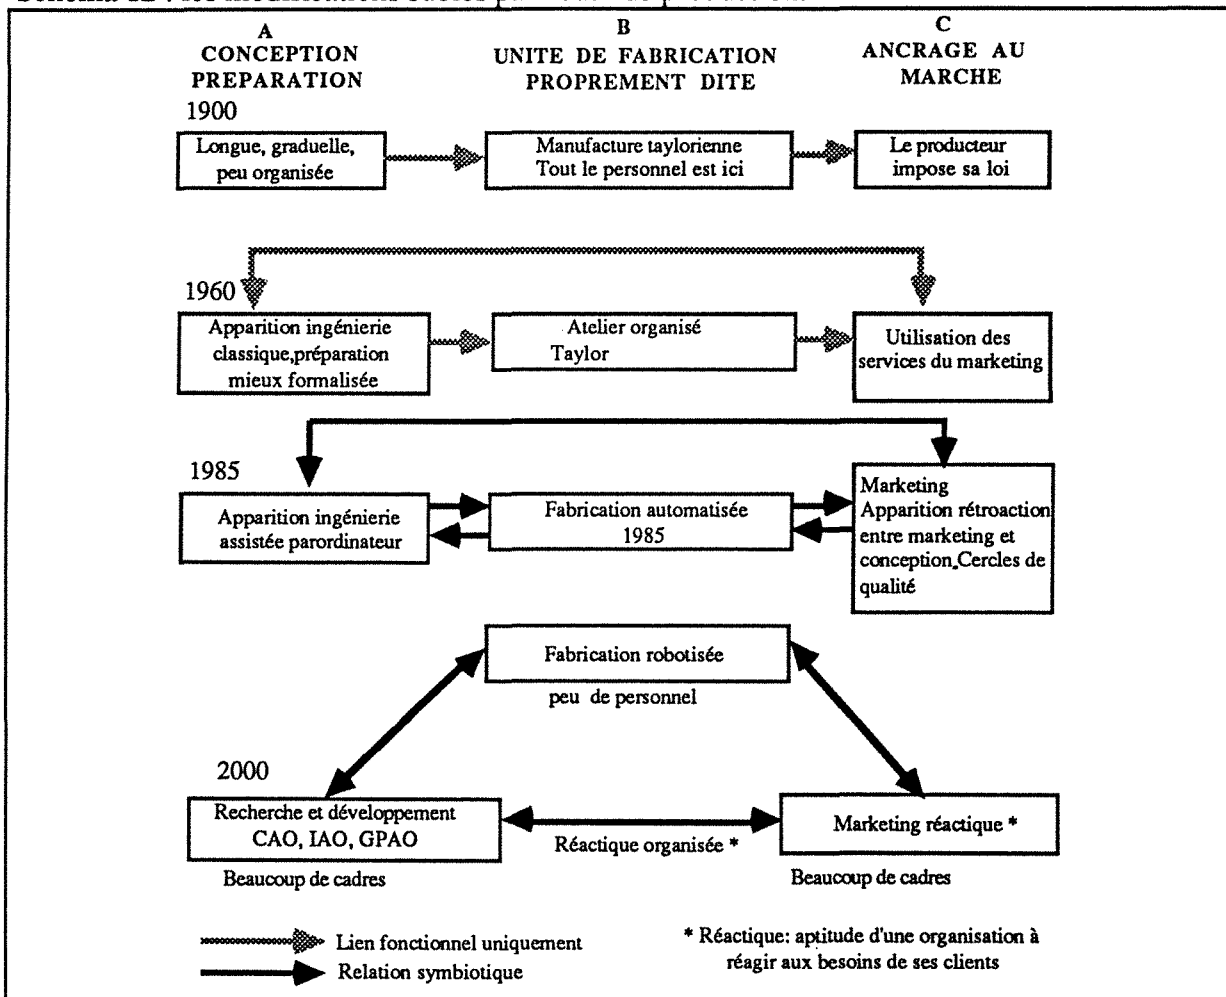 A
CONCEPTION
PREPARATION
B
UNITE DE FABRICATION
PROPREMENT DITE
C
ANCRAGE AU
MARCHE
1900
Longue, graduelle,
peu organisée
Manufacture taylorienne
Tout le personnel est ici
Le producteur
impose sa loi
1960
Apparition ingénierie
classique,préparation
mieux formalisée
Atelier organisé
Taylor
Utilisation des
services du marketing
1985
Apparition ingénierie
assistée parordinateur
Fabrication automatisée
1985
Marketing
Apparition rétroaction
entre marketing et
conception.Cercles de
qualité
Fabrication robotisée
peu de personnel
2000
Recherche et développement
CAO, IAO, GPAO
Beaucoup de cadres
Réactique organisée *
Marketing réactique *
Beaucoup de cadres
Lien fonctionnel uniquement
Relation symbiotique
* Réactique: aptitude d'une organisation à
réagir aux besoins de ses clients